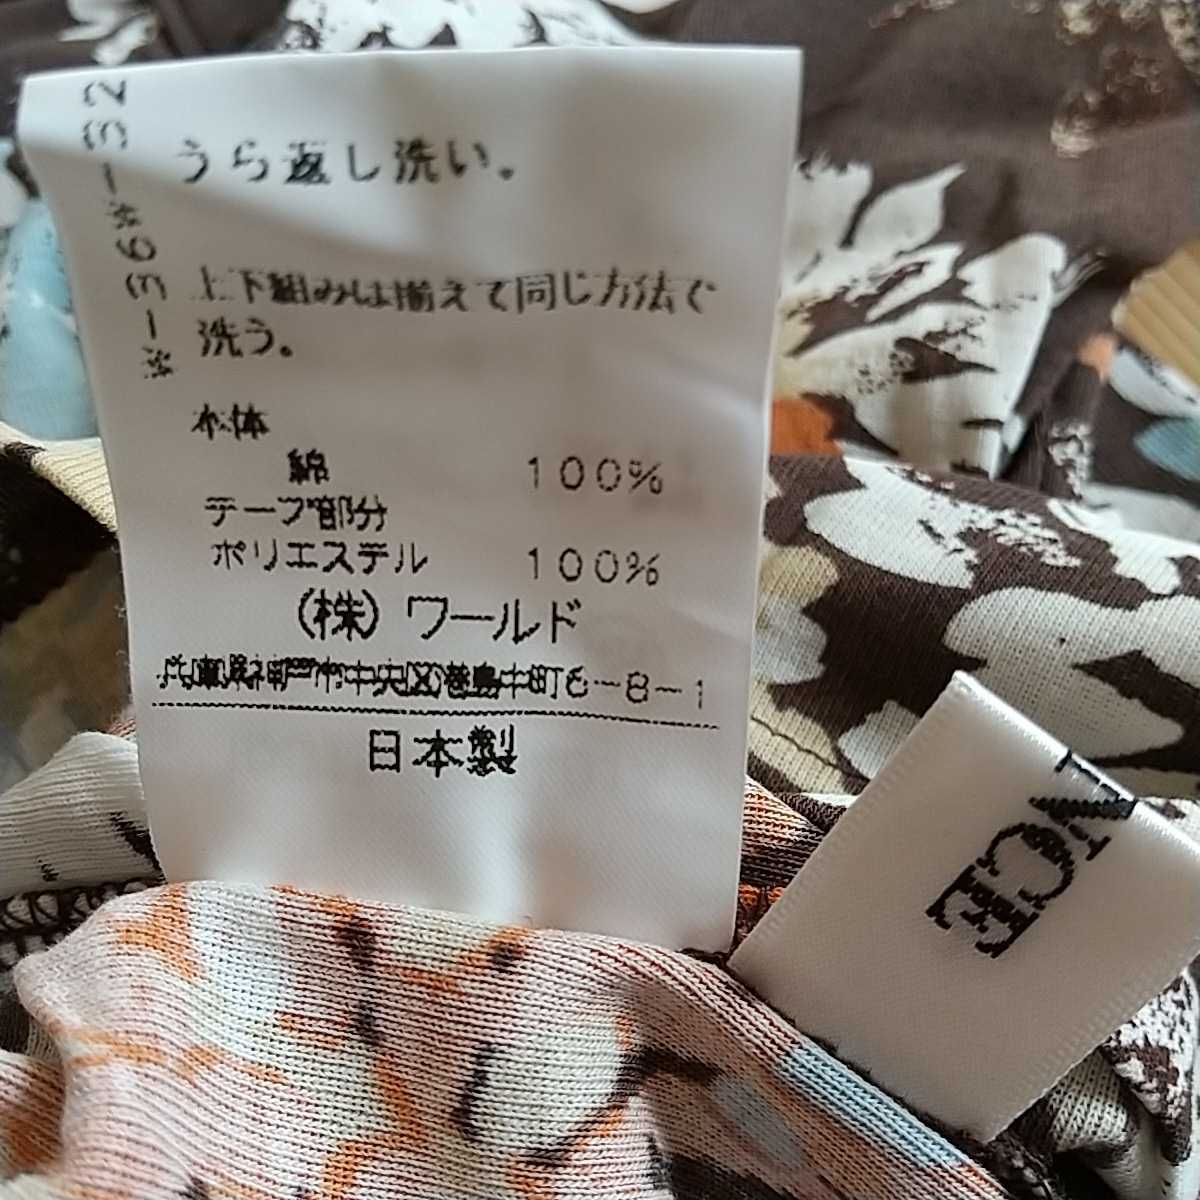 うら返し洗い。
上下組みは揃えて同じ方法で
洗う。
本体
綿 100%
テープ部分
ポリエステル 100%
(株)ワールド
兵庫県神戸市中央区港島中町6-8-1
日本製
※-36※-32
NCE